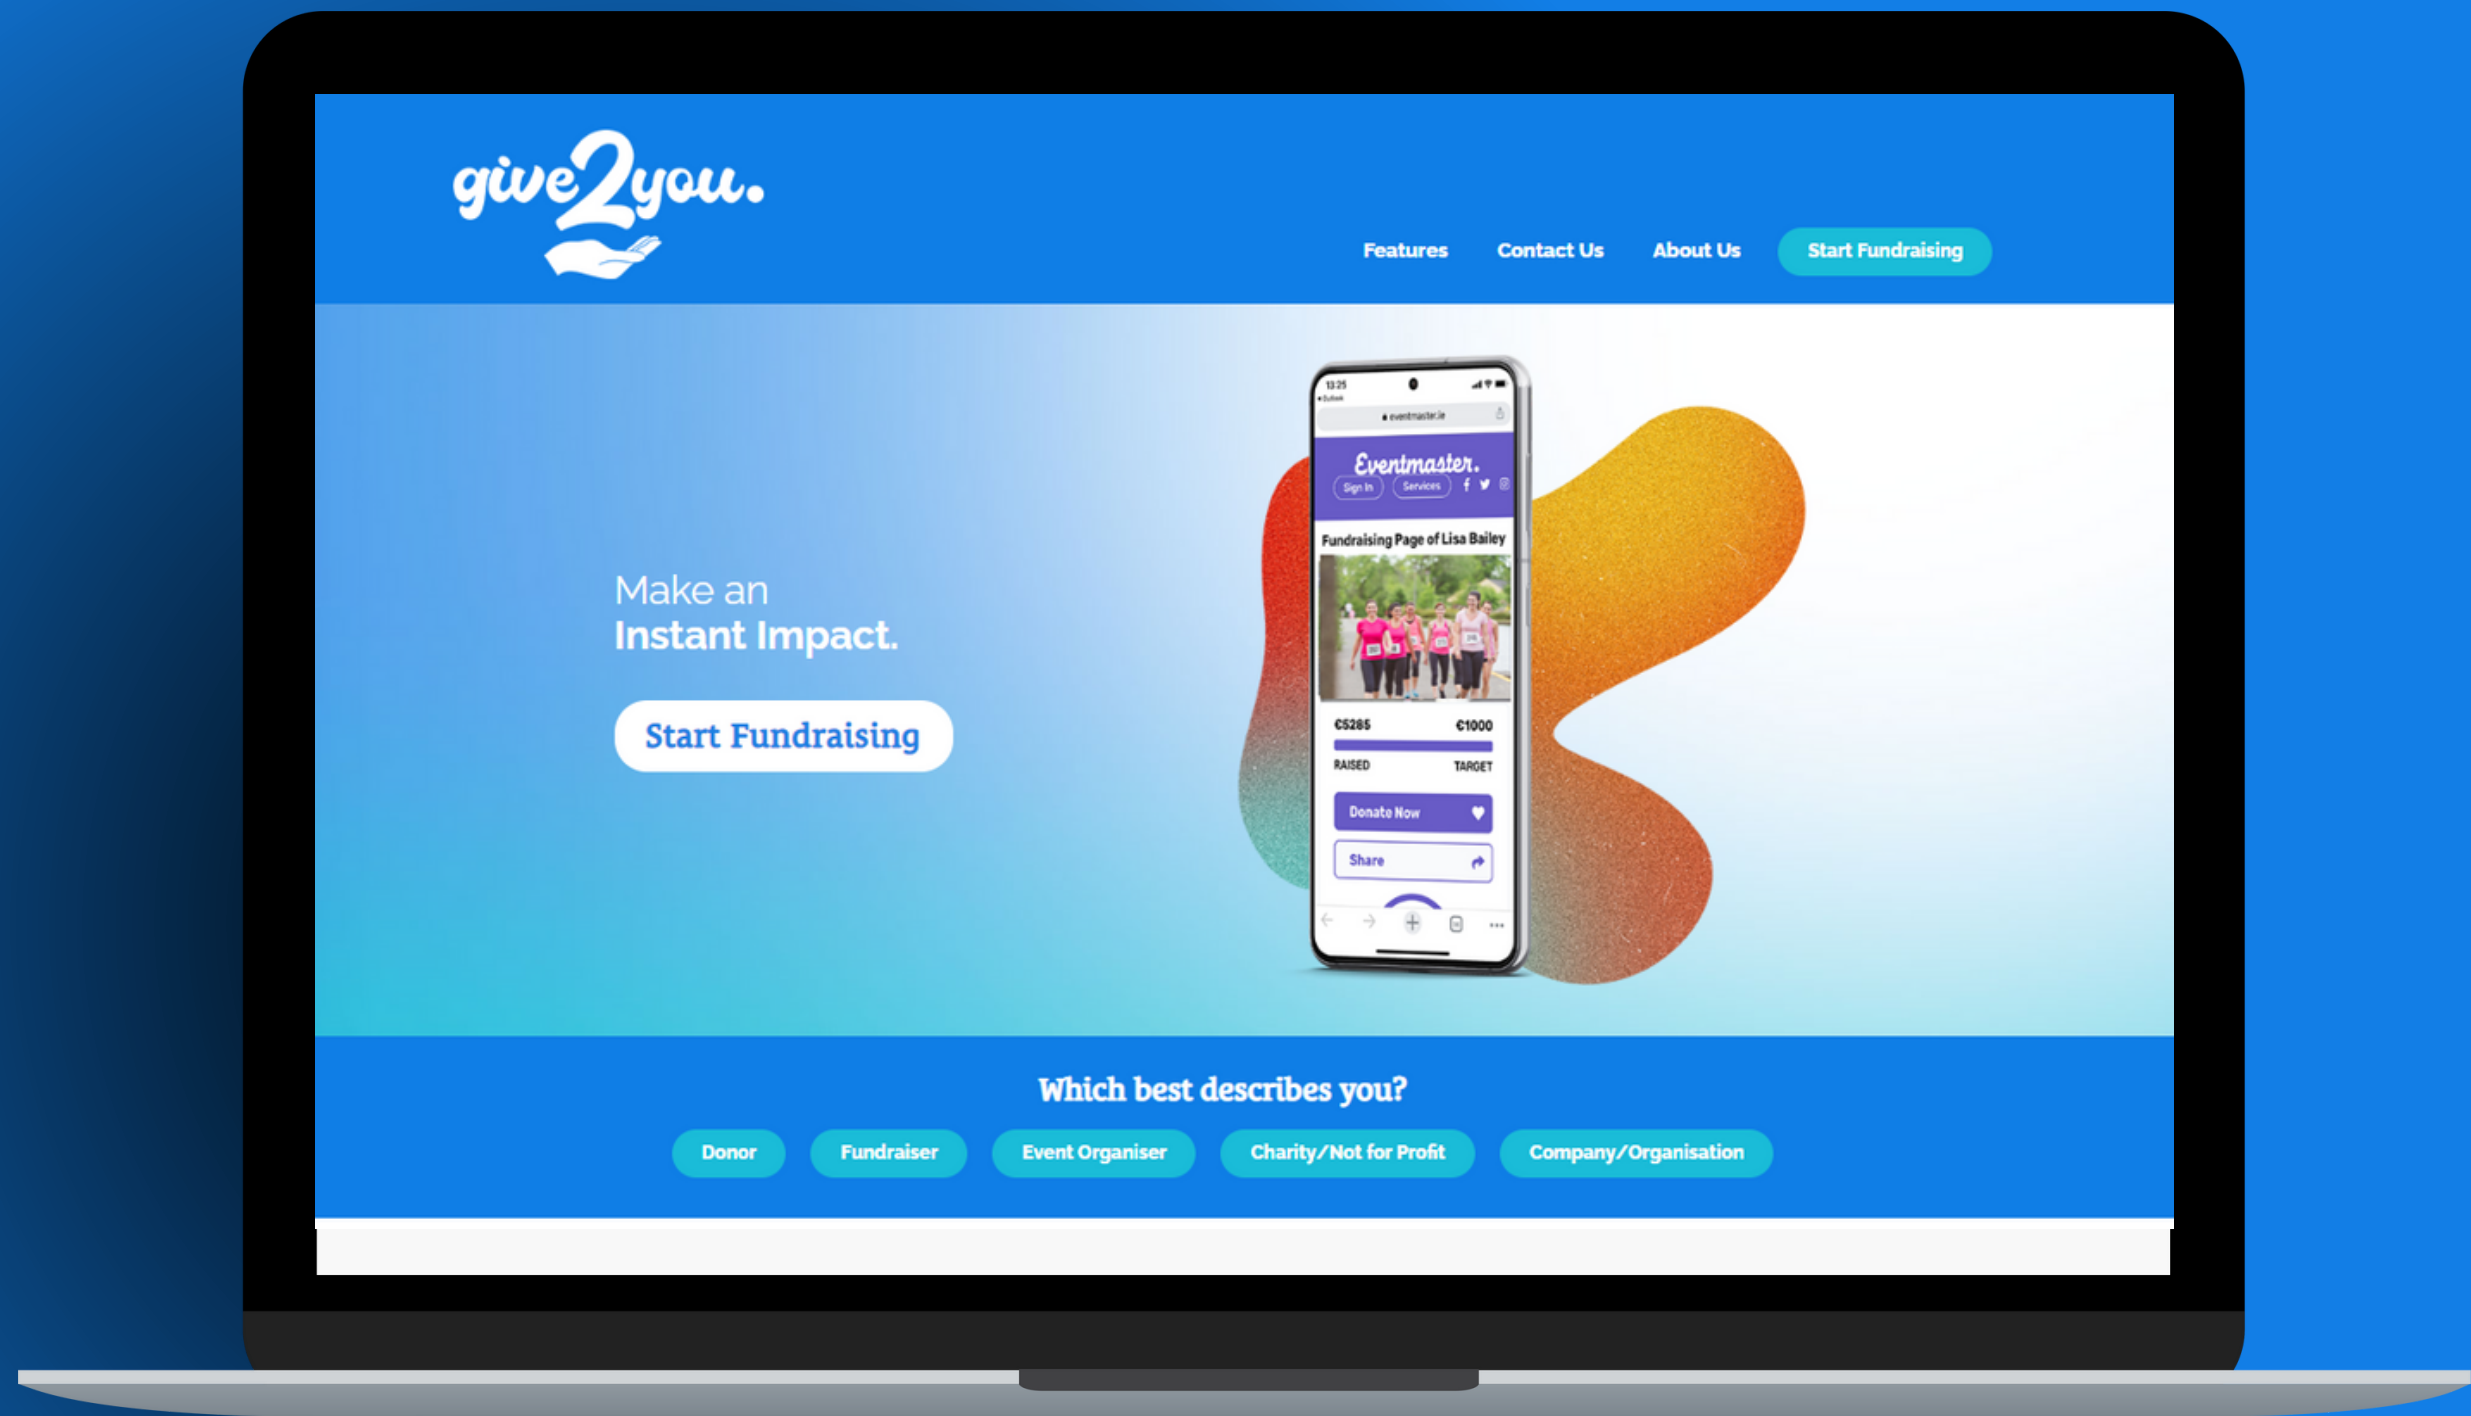 give2you.
Features Contact Us About Us Start Fundraising
Make an
Instant Impact.
Start Fundraising
13:25
Outlook
eventmaster.ie
Eventmaster.
Sign In Services
Fundraising Page of Lisa Bailey
€5285 €1000
RAISED TARGET
Donate Now
Share
Which best describes you?
Donor Fundraiser Event Organiser Charity/Not for Profit Company/Organisation